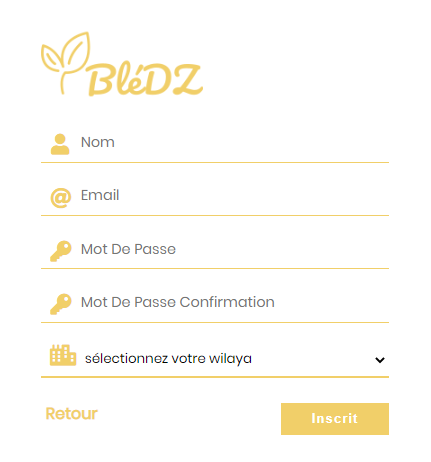 BléDZ
Nom
Email
Mot De Passe
Mot De Passe Confirmation
sélectionnez votre wilaya
Retour
Inscrit